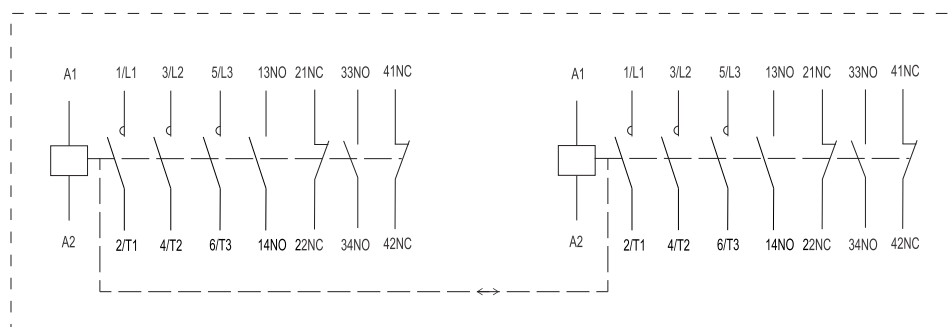 A1 1/L1 3/L2 5/L3 13NO 21NC 33NO 41NC
A2 2/T1 4/T2 6/T3 14NO 22NC 34NO 42NC
A1 1/L1 3/L2 5/L3 13NO 21NC 33NO 41NC
A2 2/T1 4/T2 6/T3 14NO 22NC 34NO 42NC